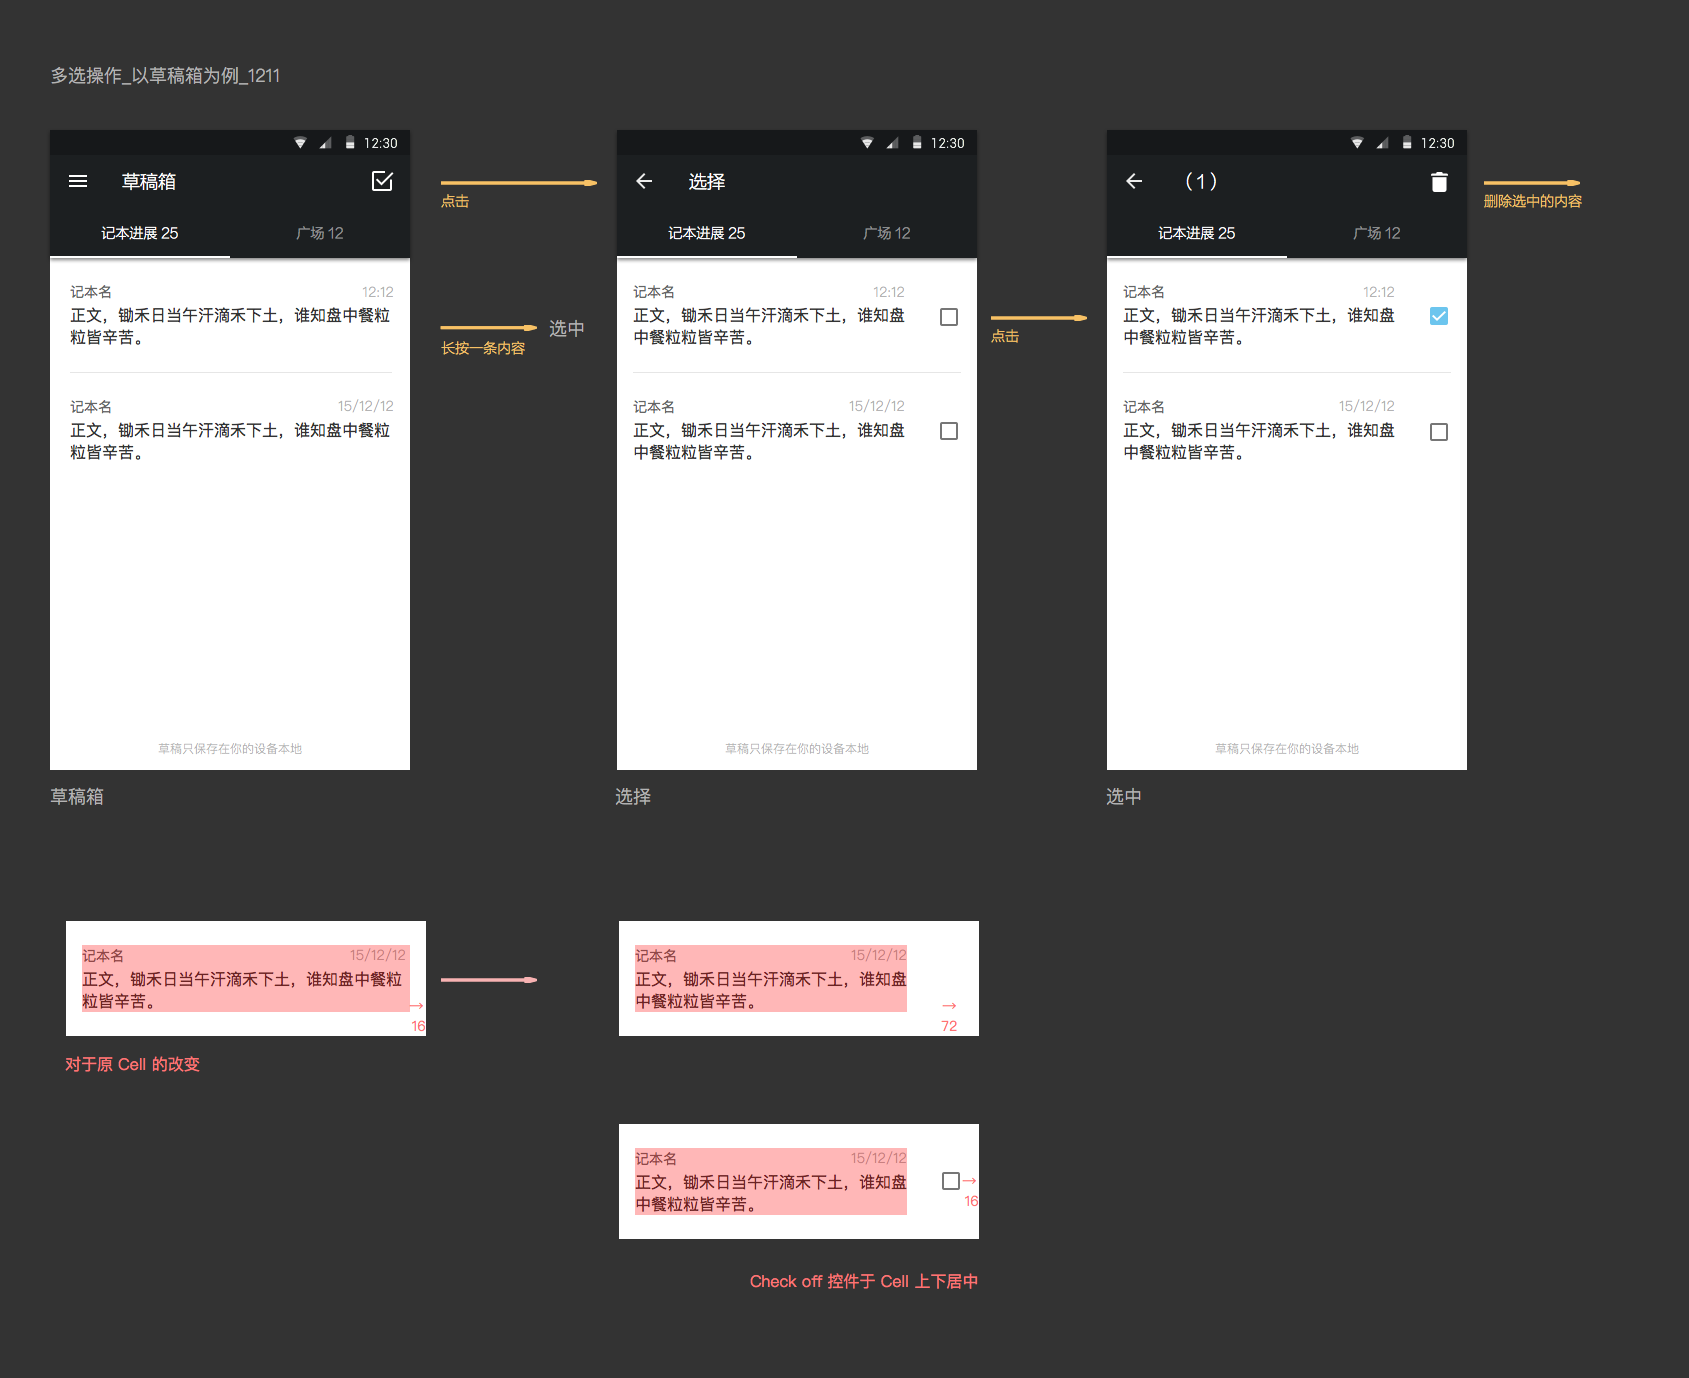 多选操作_以草稿箱为例_1211
12:30
草稿箱
记本进展 25
广场 12
记本名
12:12
正文，锄禾日当午汗滴禾下土，谁知盘中餐粒
粒皆辛苦。
记本名
15/12/12
正文，锄禾日当午汗滴禾下土，谁知盘中餐粒
粒皆辛苦。
草稿只保存在你的设备本地
草稿箱
点击
长按一条内容
选中
12:30
选择
记本进展 25
广场 12
记本名
12:12
正文，锄禾日当午汗滴禾下土，谁知盘
中餐粒粒皆辛苦。
记本名
15/12/12
正文，锄禾日当午汗滴禾下土，谁知盘
中餐粒粒皆辛苦。
草稿只保存在你的设备本地
选择
点击
12:30
（1）
记本进展 25
广场 12
记本名
12:12
正文，锄禾日当午汗滴禾下土，谁知盘
中餐粒粒皆辛苦。
记本名
15/12/12
正文，锄禾日当午汗滴禾下土，谁知盘
中餐粒粒皆辛苦。
草稿只保存在你的设备本地
选中
删除选中的内容
记本名
15/12/12
正文，锄禾日当午汗滴禾下土，谁知盘中餐粒
粒皆辛苦。
→
16
对于原 Cell 的改变
记本名
15/12/12
正文，锄禾日当午汗滴禾下土，谁知盘
中餐粒粒皆辛苦。
→
72
记本名
15/12/12
正文，锄禾日当午汗滴禾下土，谁知盘
中餐粒粒皆辛苦。
→
16
Check off 控件于 Cell 上下居中